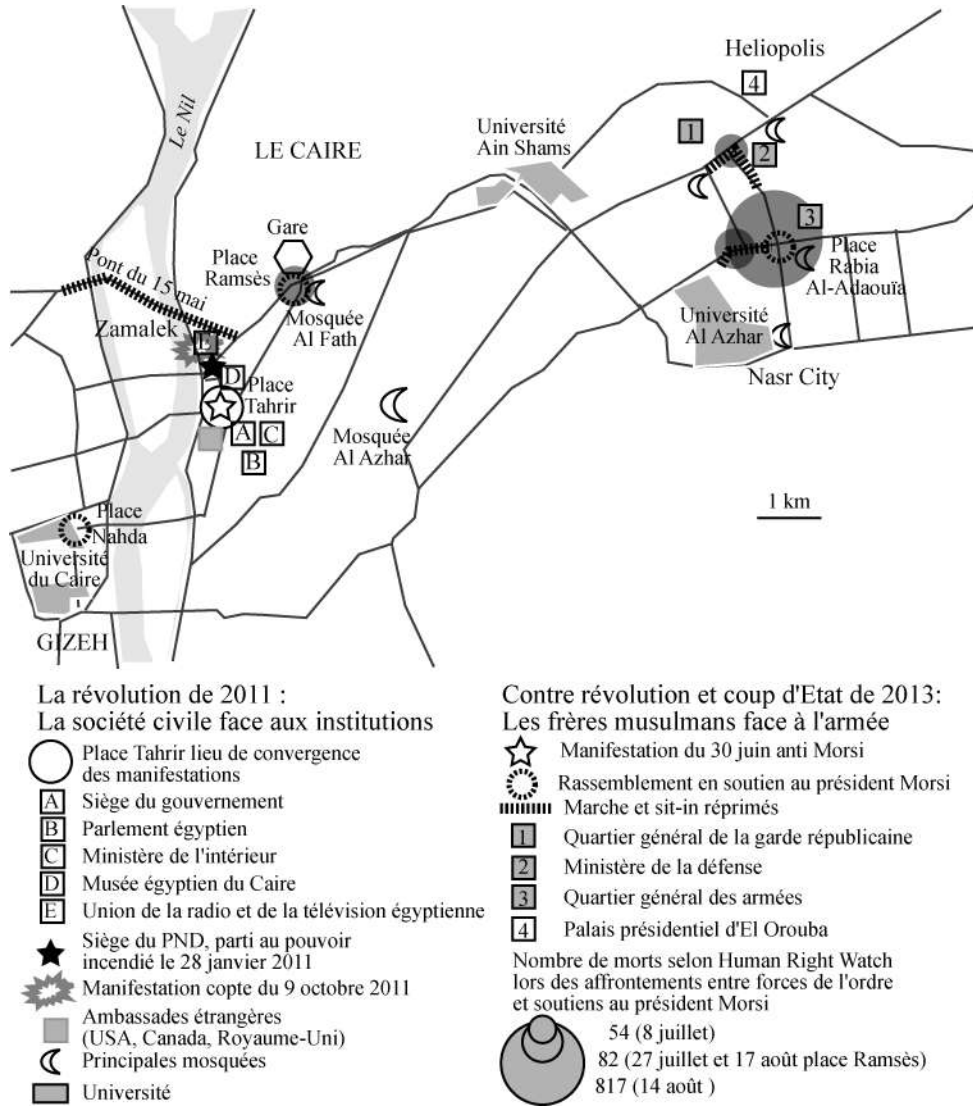 Heliopolis
4
Le Nil
LE CAIRE
Université
Ain Shams
1
2
3
Gare
Place
Ramsès
Pont du 15 mai
Mosquée
Al Fath
Place
Rabia
Al-Adaouïa
Zamalek
E
D
Place
Tahrir
A
C
B
Université
Al Azhar
Nasr City
Mosquée
Al Azhar
1 km
Place
Nahda
Université
du Caire
GIZEH
La révolution de 2011 :
La société civile face aux institutions
Place Tahrir lieu de convergence
des manifestations
A Siège du gouvernement
B Parlement égyptien
C Ministère de l'intérieur
D Musée égyptien du Caire
E Union de la radio et de la télévision égyptienne
Siège du PND, parti au pouvoir
incendié le 28 janvier 2011
Manifestation copte du 9 octobre 2011
Ambassades étrangères
(USA, Canada, Royaume-Uni)
Principales mosquées
Université
Contre révolution et coup d'Etat de 2013:
Les frères musulmans face à l'armée
Manifestation du 30 juin anti Morsi
Rassemblement en soutien au président Morsi
Marche et sit-in réprimés
1 Quartier général de la garde républicaine
2 Ministère de la défense
3 Quartier général des armées
4 Palais présidentiel d'El Orouba
Nombre de morts selon Human Right Watch
lors des affrontements entre forces de l'ordre
et soutiens au président Morsi
54 (8 juillet)
82 (27 juillet et 17 août place Ramsès)
817 (14 août )